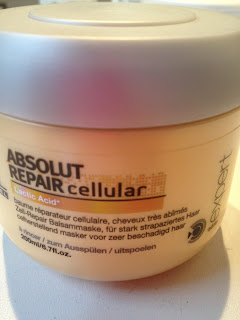 ABSOLUT
REPAIR cellular
Lactic Acid*
baume réparateur cellulaire, cheveux très abîmés
Zell-Repair Balsammaske, für stark strapaziertes Haar
celherstellend masker voor zeer beschadigd haar
à rincer / zum Ausspülen / uitspoelen
200ml/6.7fl.oz.
expert